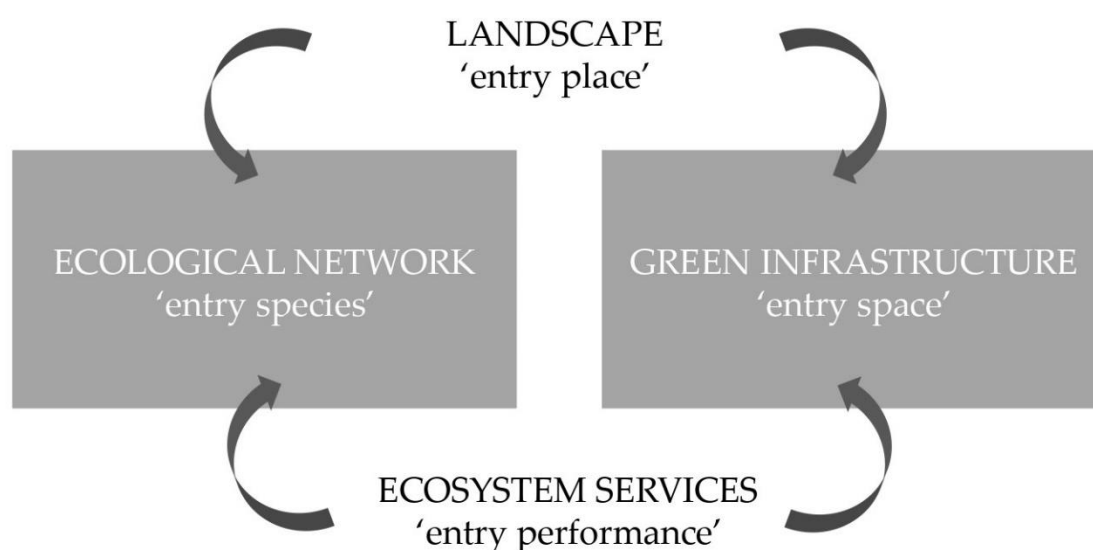 LANDSCAPE
‘entry place’
ECOLOGICAL NETWORK
‘entry species’
GREEN INFRASTRUCTURE
‘entry space’
ECOSYSTEM SERVICES
‘entry performance’